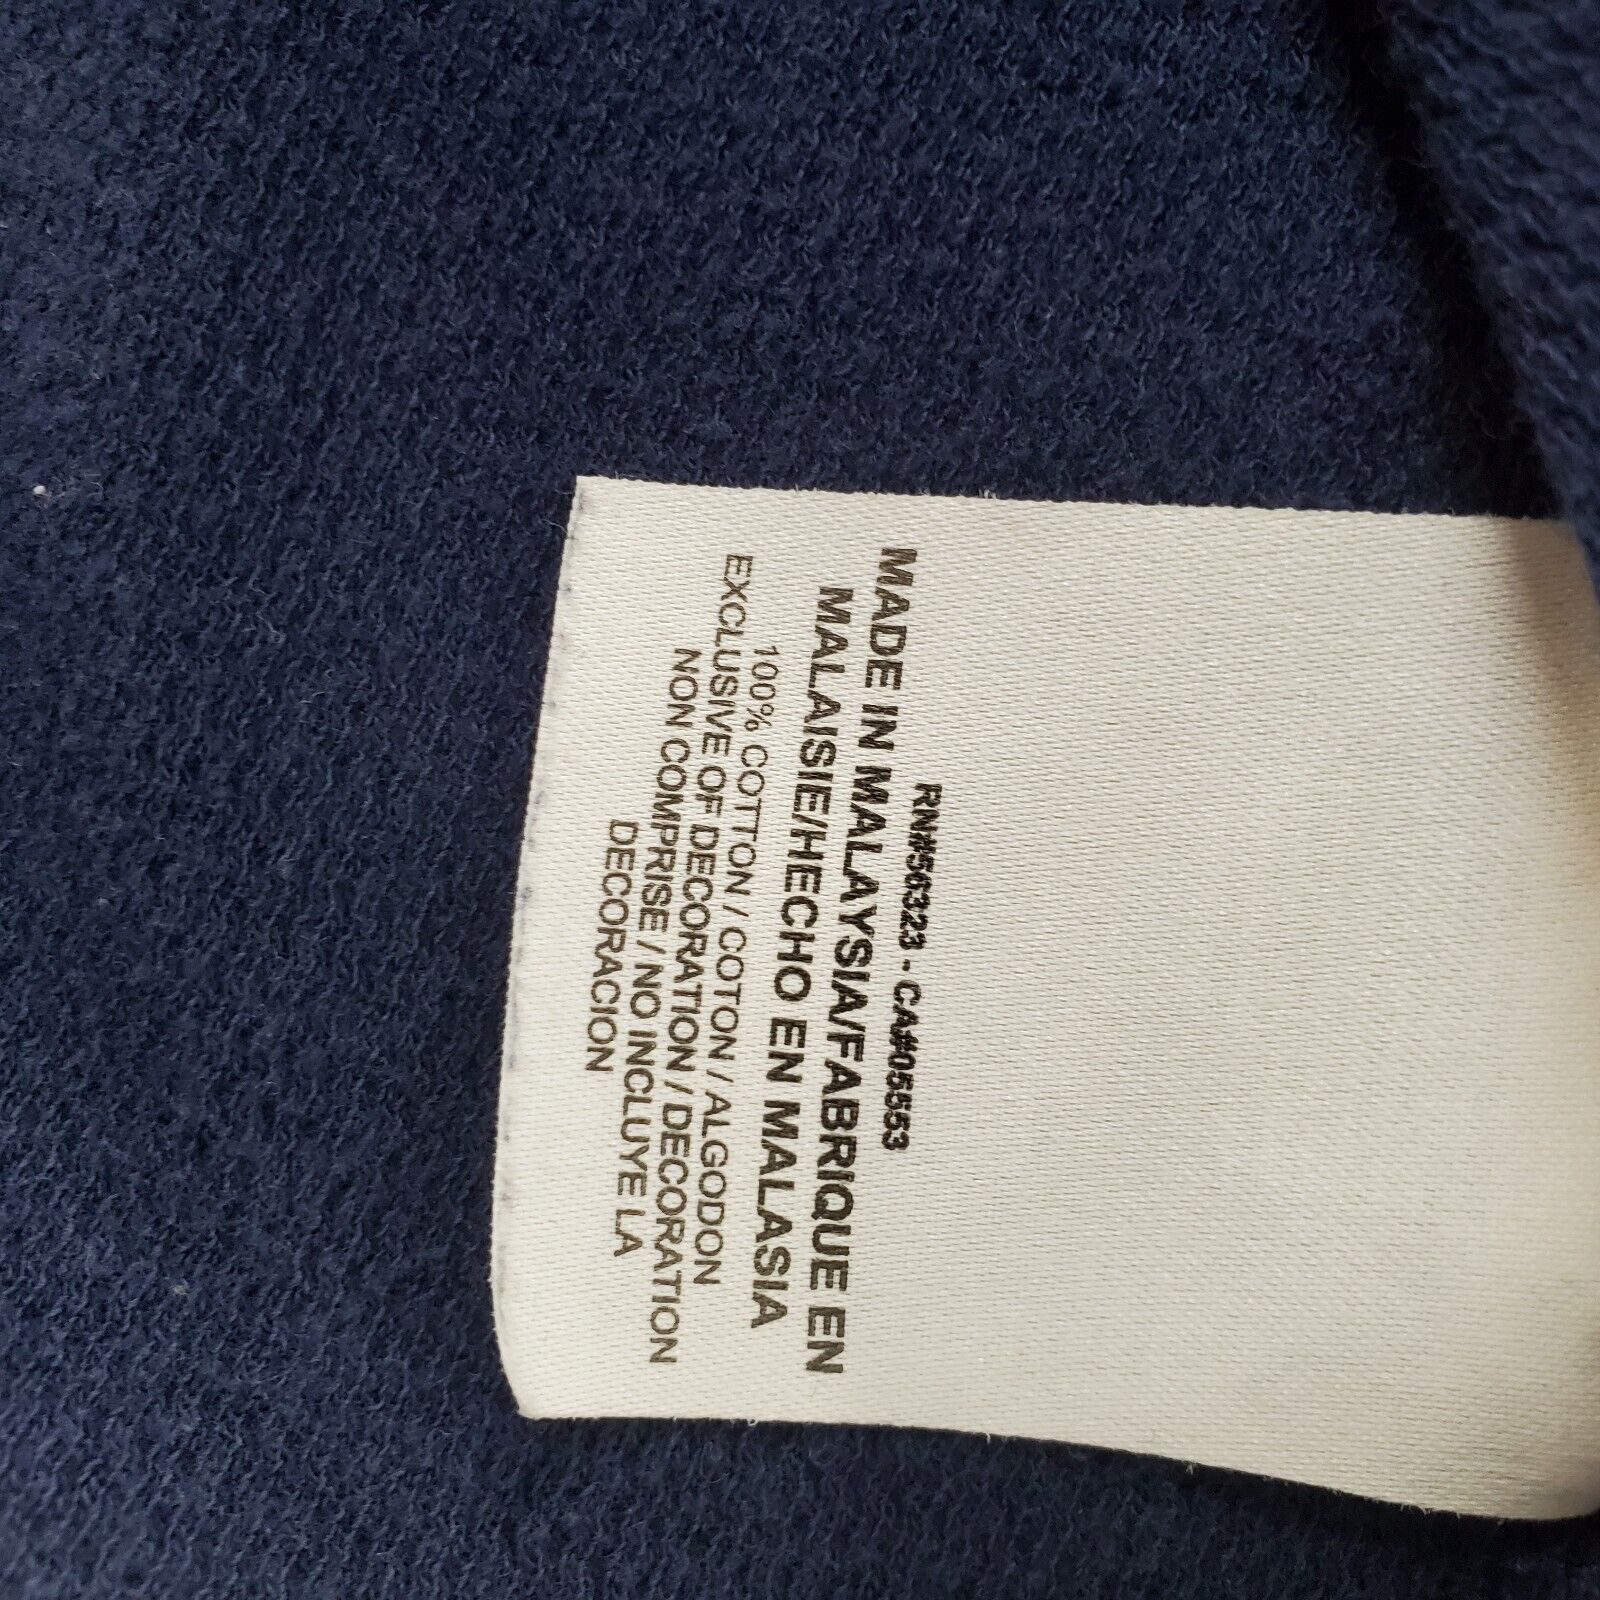 RN#56323 - CA#05553
MADE IN MALAYSIA/FABRIQUE EN
MALAISIE/HECHO EN MALASIA
100% COTTON / COTON / ALGODON
EXCLUSIVE OF DECORATION / DECORATION
NON COMPRISE / NO INCLUYE LA
DECORACION